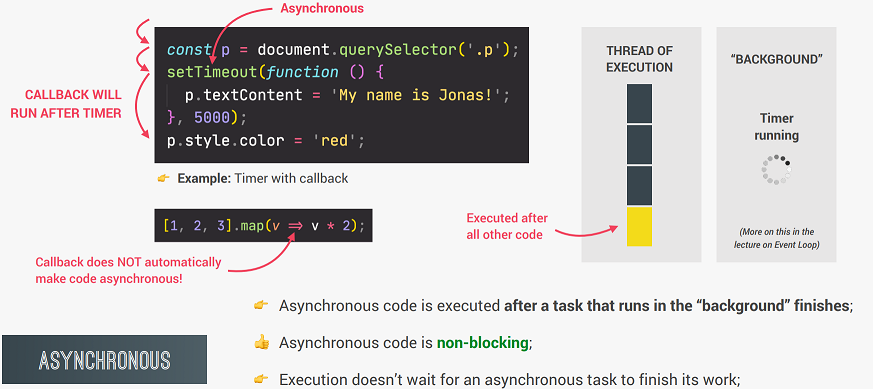 Asynchronous
const p = document.querySelector('.p');
setTimeout(function () {
p.textContent = 'My name is Jonas!';
}, 5000);
p.style.color = 'red';
CALLBACK WILL
RUN AFTER TIMER
👉 Example: Timer with callback
[1, 2, 3].map(v => v * 2);
Callback does NOT automatically
make code asynchronous!
THREAD OF
EXECUTION
Executed after
all other code
“BACKGROUND”
Timer
running
(More on this in the
lecture on Event Loop)
👉 Asynchronous code is executed after a task that runs in the “background” finishes;
👍 Asynchronous code is non-blocking;
👉 Execution doesn’t wait for an asynchronous task to finish its work;
ASYNCHRONOUS